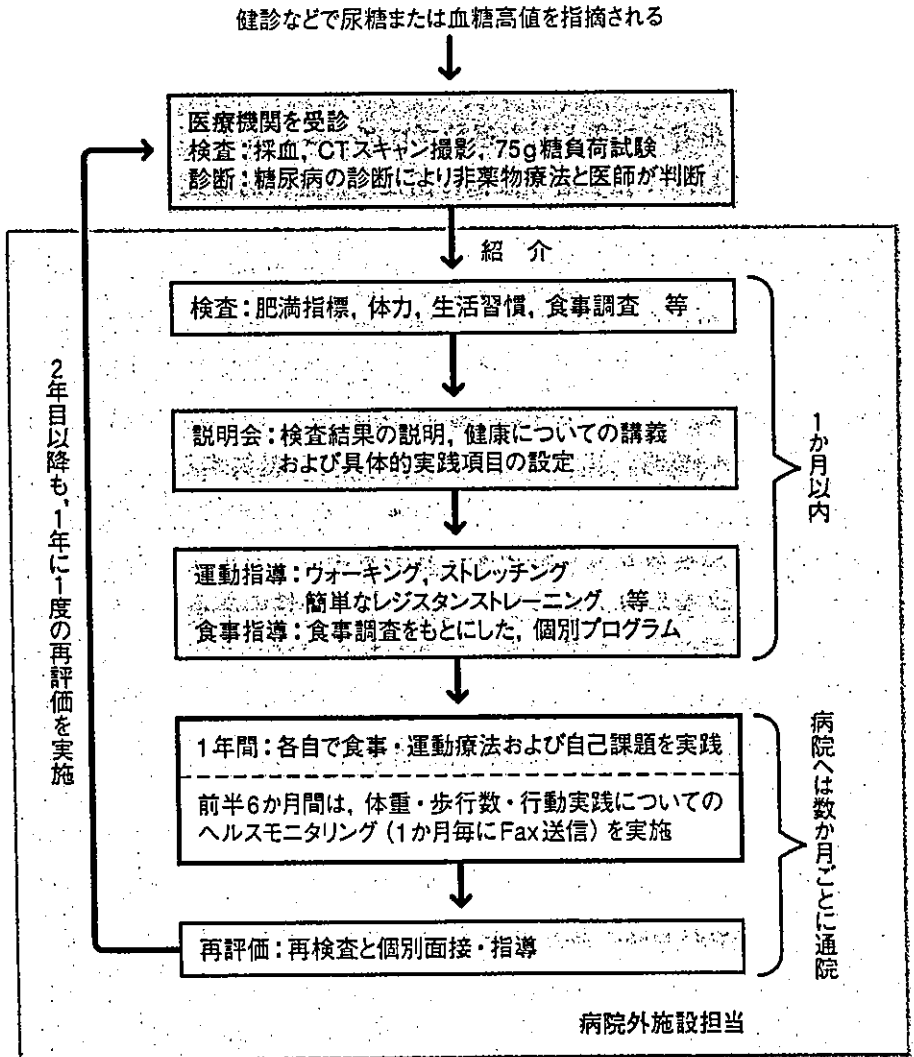 健診などで尿糖または血糖高値を指摘される
医療機関を受診
検査：採血，CTスキャン撮影，75g糖負荷試験
診断：糖尿病の診断により非薬物療法と医師が判断
紹　介
検査：肥満指標，体力，生活習慣，食事調査　等
説明会：検査結果の説明，健康についての講義
および具体的実践項目の設定
運動指導：ウォーキング，ストレッチング
簡単なレジスタンストレーニング　等
食事指導：食事調査をもとにした，個別プログラム
1か月以内
1年間：各自で食事・運動療法および自己課題を実践
前半6か月間は，体重・歩行数・行動実践についての
ヘルスモニタリング（1か月毎にFax送信）を実施
再評価：再検査と個別面接・指導
病院へは数か月ごとに通院
2年目以降も，1年に1度の再評価を実施
病院外施設担当